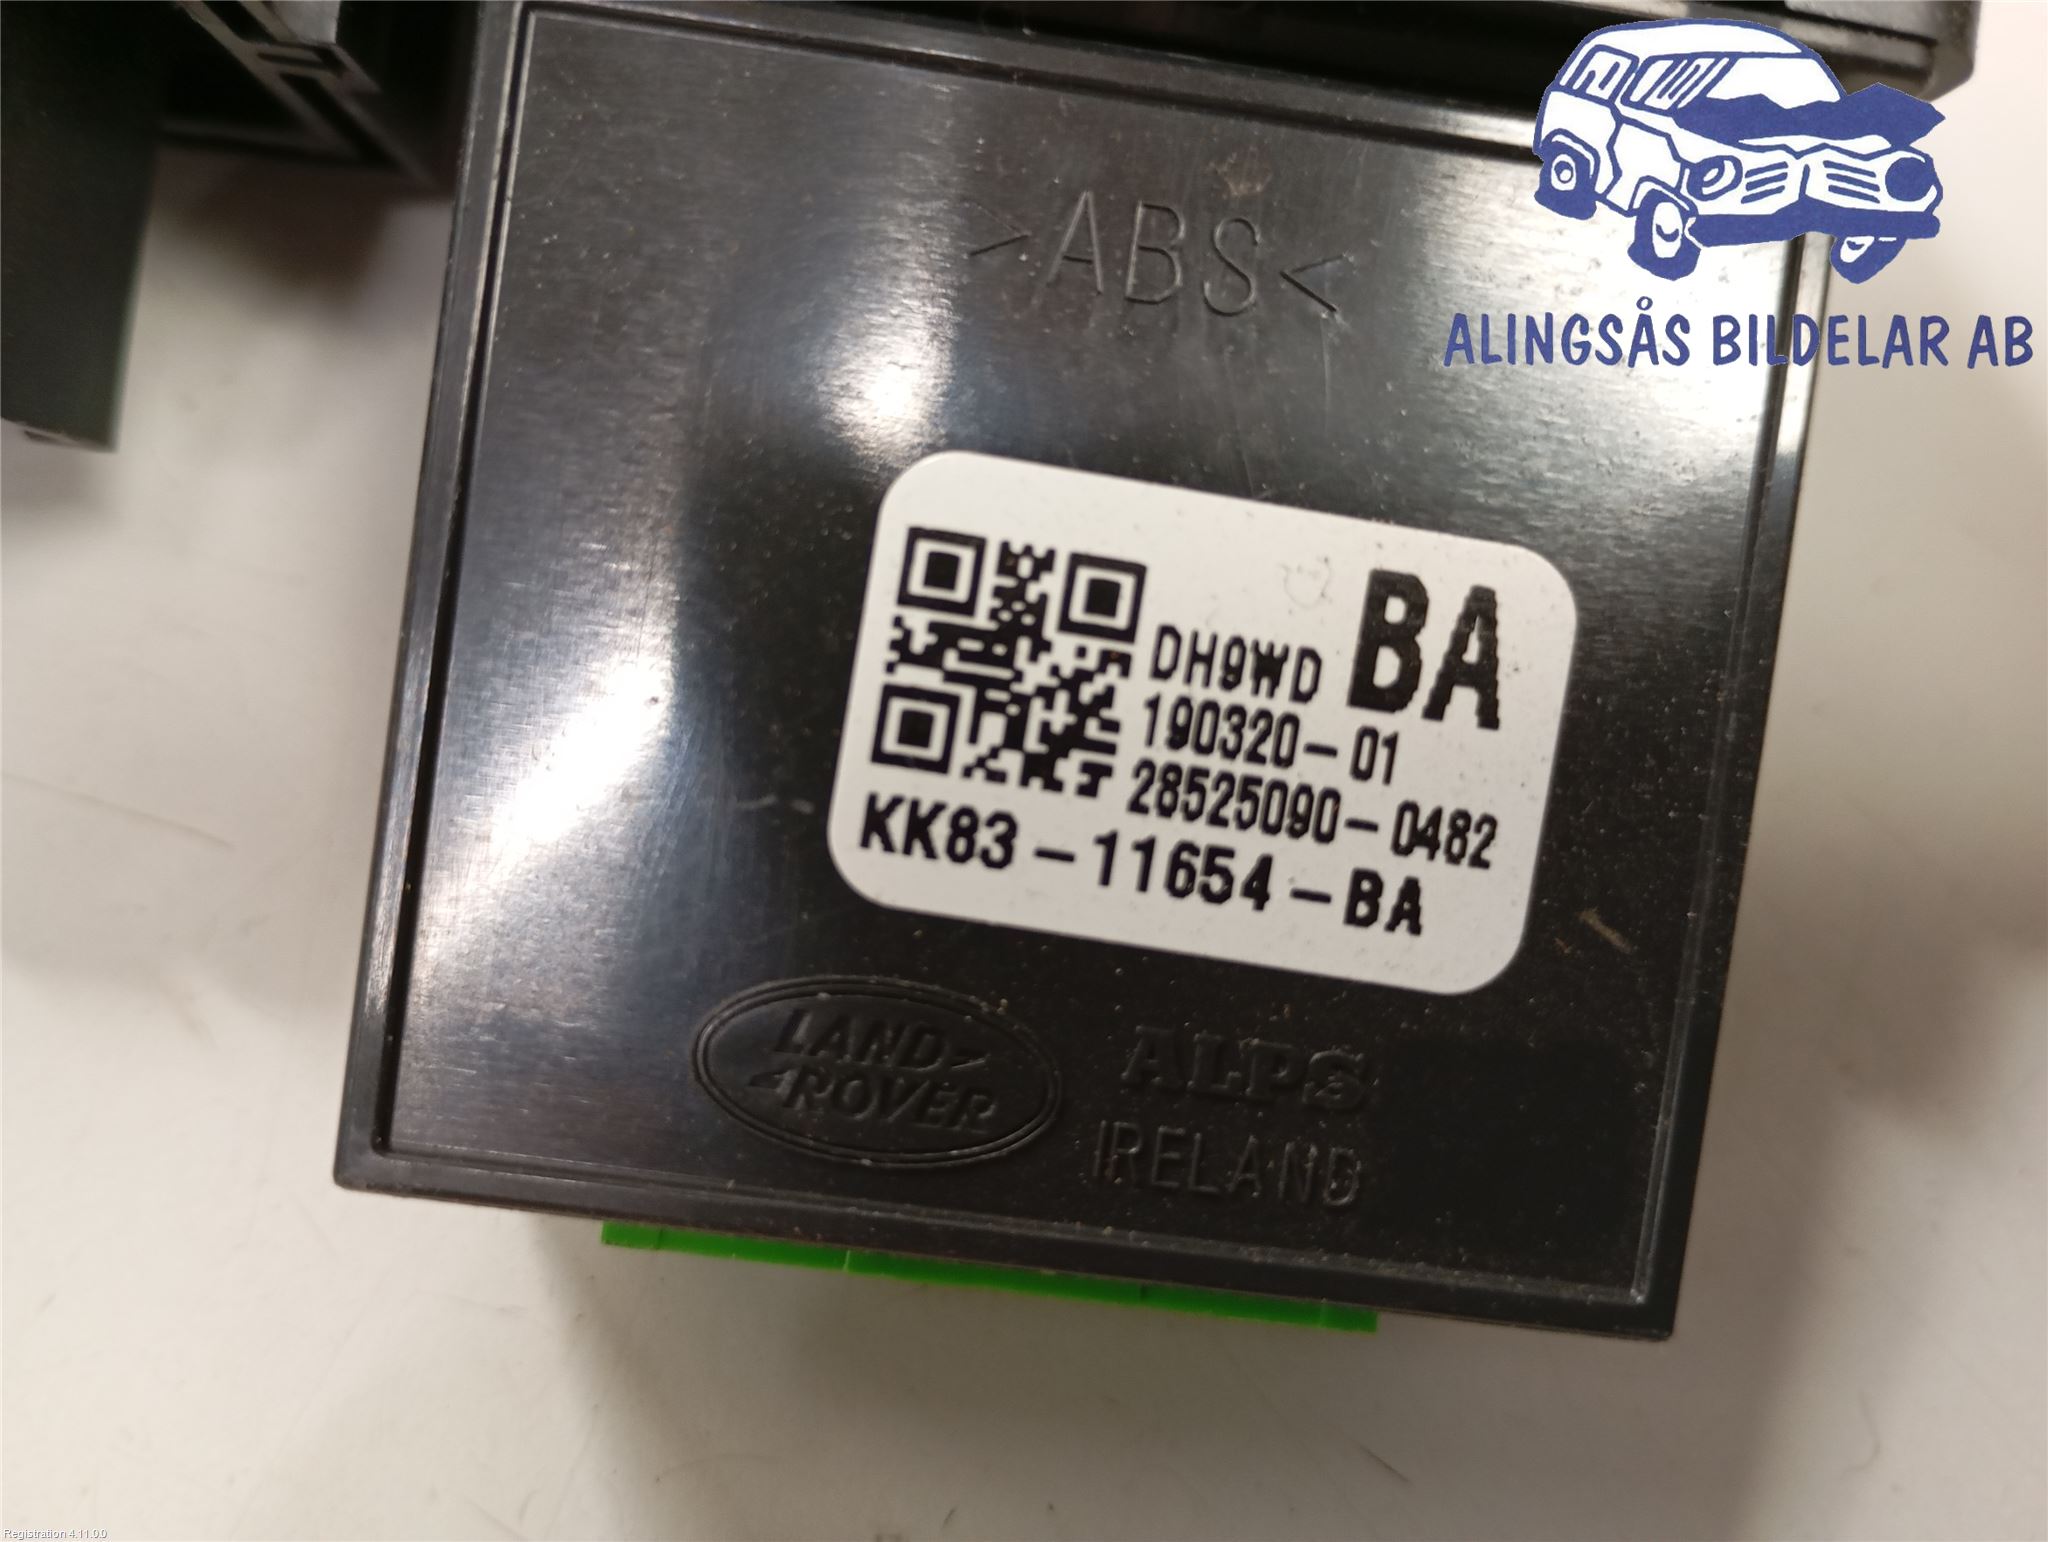 >ABS<
ALINGSÅS BILDELAR AB
BA
DH9WD
190320-01
28525090-0482
KK83-11654-BA
LAND
ROVER
ALPS
IRELAND
Registration 4.11.0.0